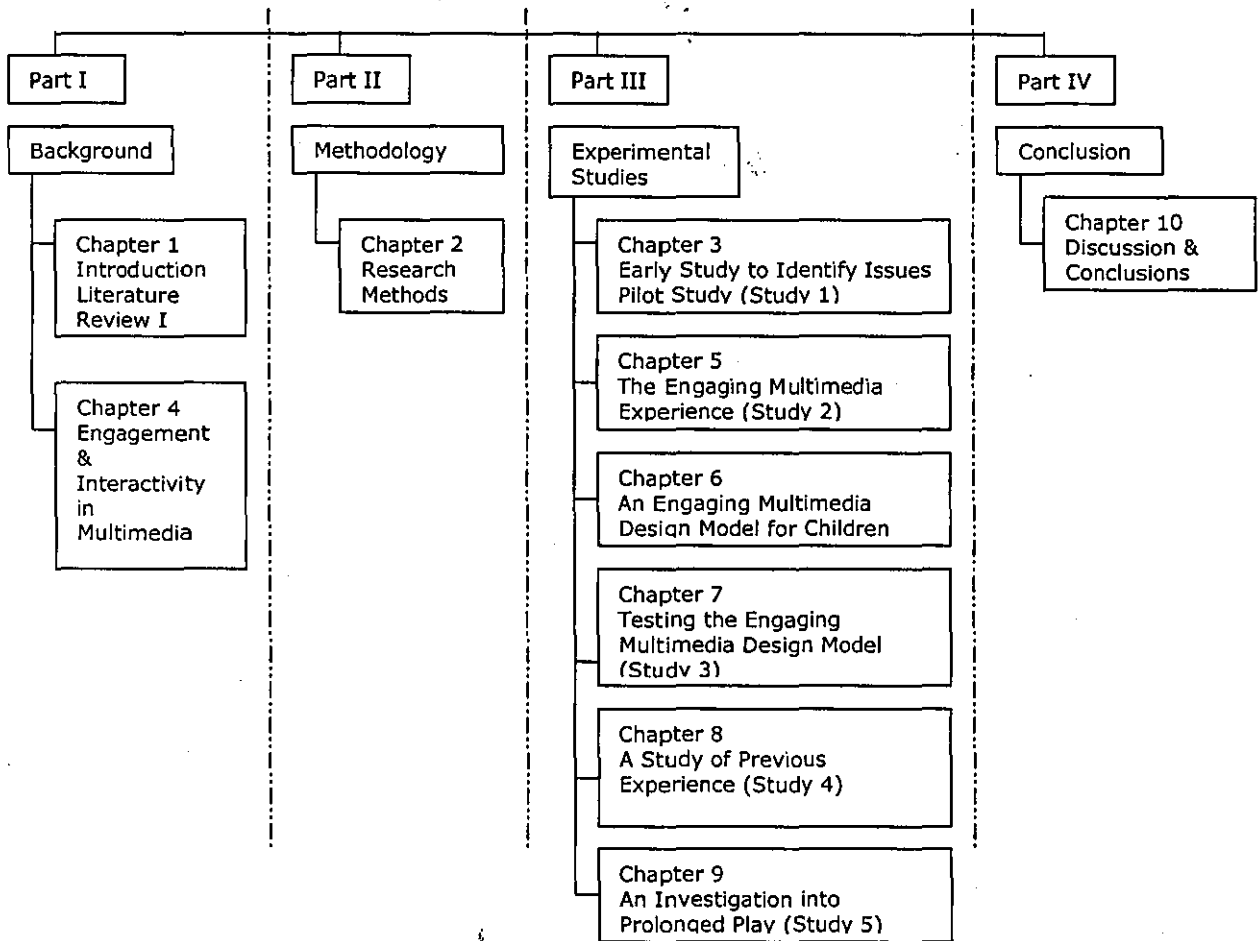 Part I
Background
Chapter 1
Introduction
Literature
Review I
Chapter 4
Engagement
&
Interactivity
in
Multimedia
Part II
Methodology
Chapter 2
Research
Methods
Part III
Experimental
Studies
Chapter 3
Early Study to Identify Issues
Pilot Study (Study 1)
Chapter 5
The Engaging Multimedia
Experience (Study 2)
Chapter 6
An Engaging Multimedia
Design Model for Children
Chapter 7
Testing the Engaging
Multimedia Design Model
(Study 3)
Chapter 8
A Study of Previous
Experience (Study 4)
Chapter 9
An Investigation into
Prolonged Play (Study 5)
Part IV
Conclusion
Chapter 10
Discussion &
Conclusions